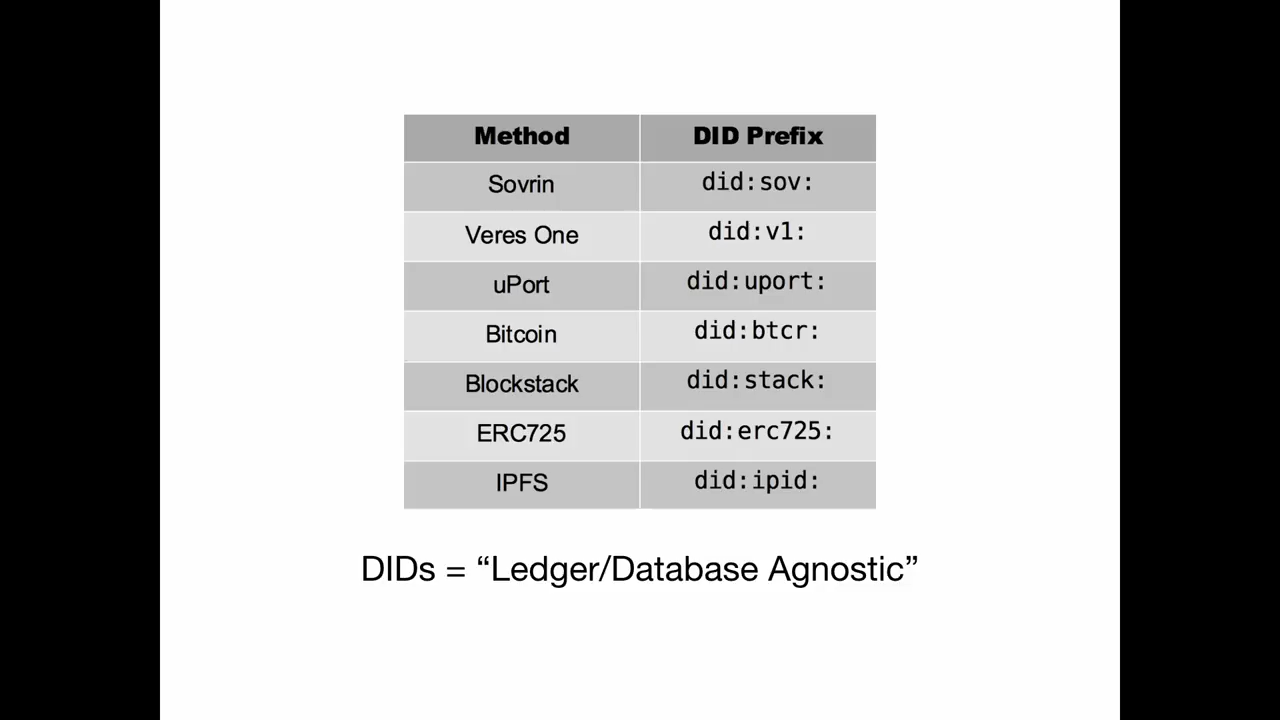 Method DID Prefix
Sovrin did:sov:
Veres One did:v1:
uPort did:uport:
Bitcoin did:btcr:
Blockstack did:stack:
ERC725 did:erc725:
IPFS did:ipid:
DIDs = “Ledger/Database Agnostic”